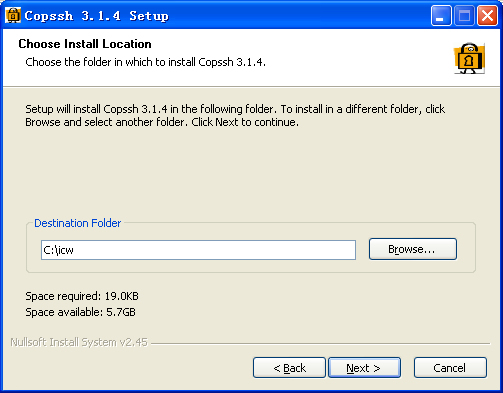 Copssh 3.1.4 Setup
Choose Install Location
Choose the folder in which to install Copssh 3.1.4.
Setup will install Copssh 3.1.4 in the following folder. To install in a different folder, click
Browse and select another folder. Click Next to continue.
Destination Folder
C:\icw
Browse...
Space required: 19.0KB
Space available: 5.7GB
Nullsoft Install System v2.45
< Back
Next >
Cancel